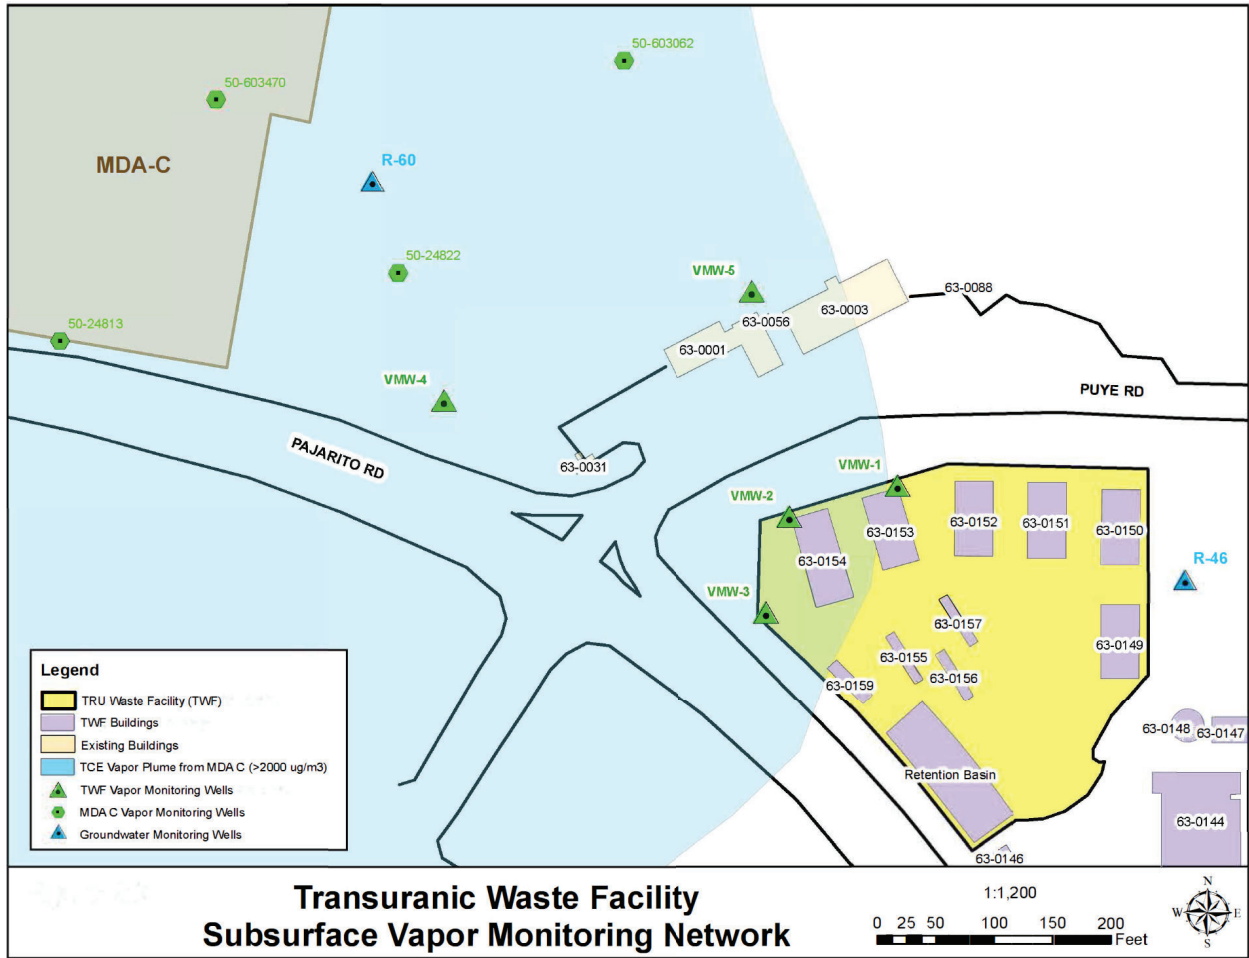 50-603062
50-603470
MDA-C
R-60
50-24822
VMW-5
63-0088
63-0003
63-0056
50-24813
63-0001
VMW-4
PUYE RD
PAJARITO RD
63-0031
VMW-1
VMW-2
63-0152
63-0151
63-0150
63-0153
63-0154
R-46
VMW-3
63-0157
63-0149
63-0155
63-0156
63-0159
63-0148
63-0147
Retention Basin
63-0144
63-0146
Legend
TRU Waste Facility (TWF)
TWF Buildings
Existing Buildings
TCE Vapor Plume from MDA C (>2000 ug/m3)
TWF Vapor Monitoring Wells
MDA C Vapor Monitoring Wells
Groundwater Monitoring Wells
Transuranic Waste Facility
Subsurface Vapor Monitoring Network
1:1,200
0 25 50 100 150 200
Feet
N
W E
S